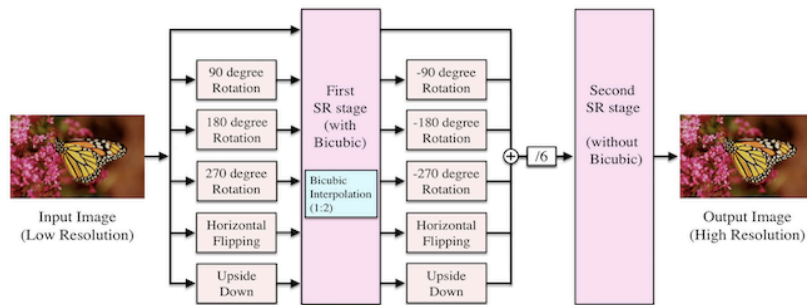 90 degree
Rotation
180 degree
Rotation
270 degree
Rotation
Horizontal
Flipping
Upside
Down
First
SR stage
(with
Bicubic)
Bicubic
Interpolation
(1:2)
-90 degree
Rotation
-180 degree
Rotation
-270 degree
Rotation
Horizontal
Flipping
Upside
Down
+
/6
Second
SR stage
(without
Bicubic)
Input Image
(Low Resolution)
Output Image
(High Resolution)